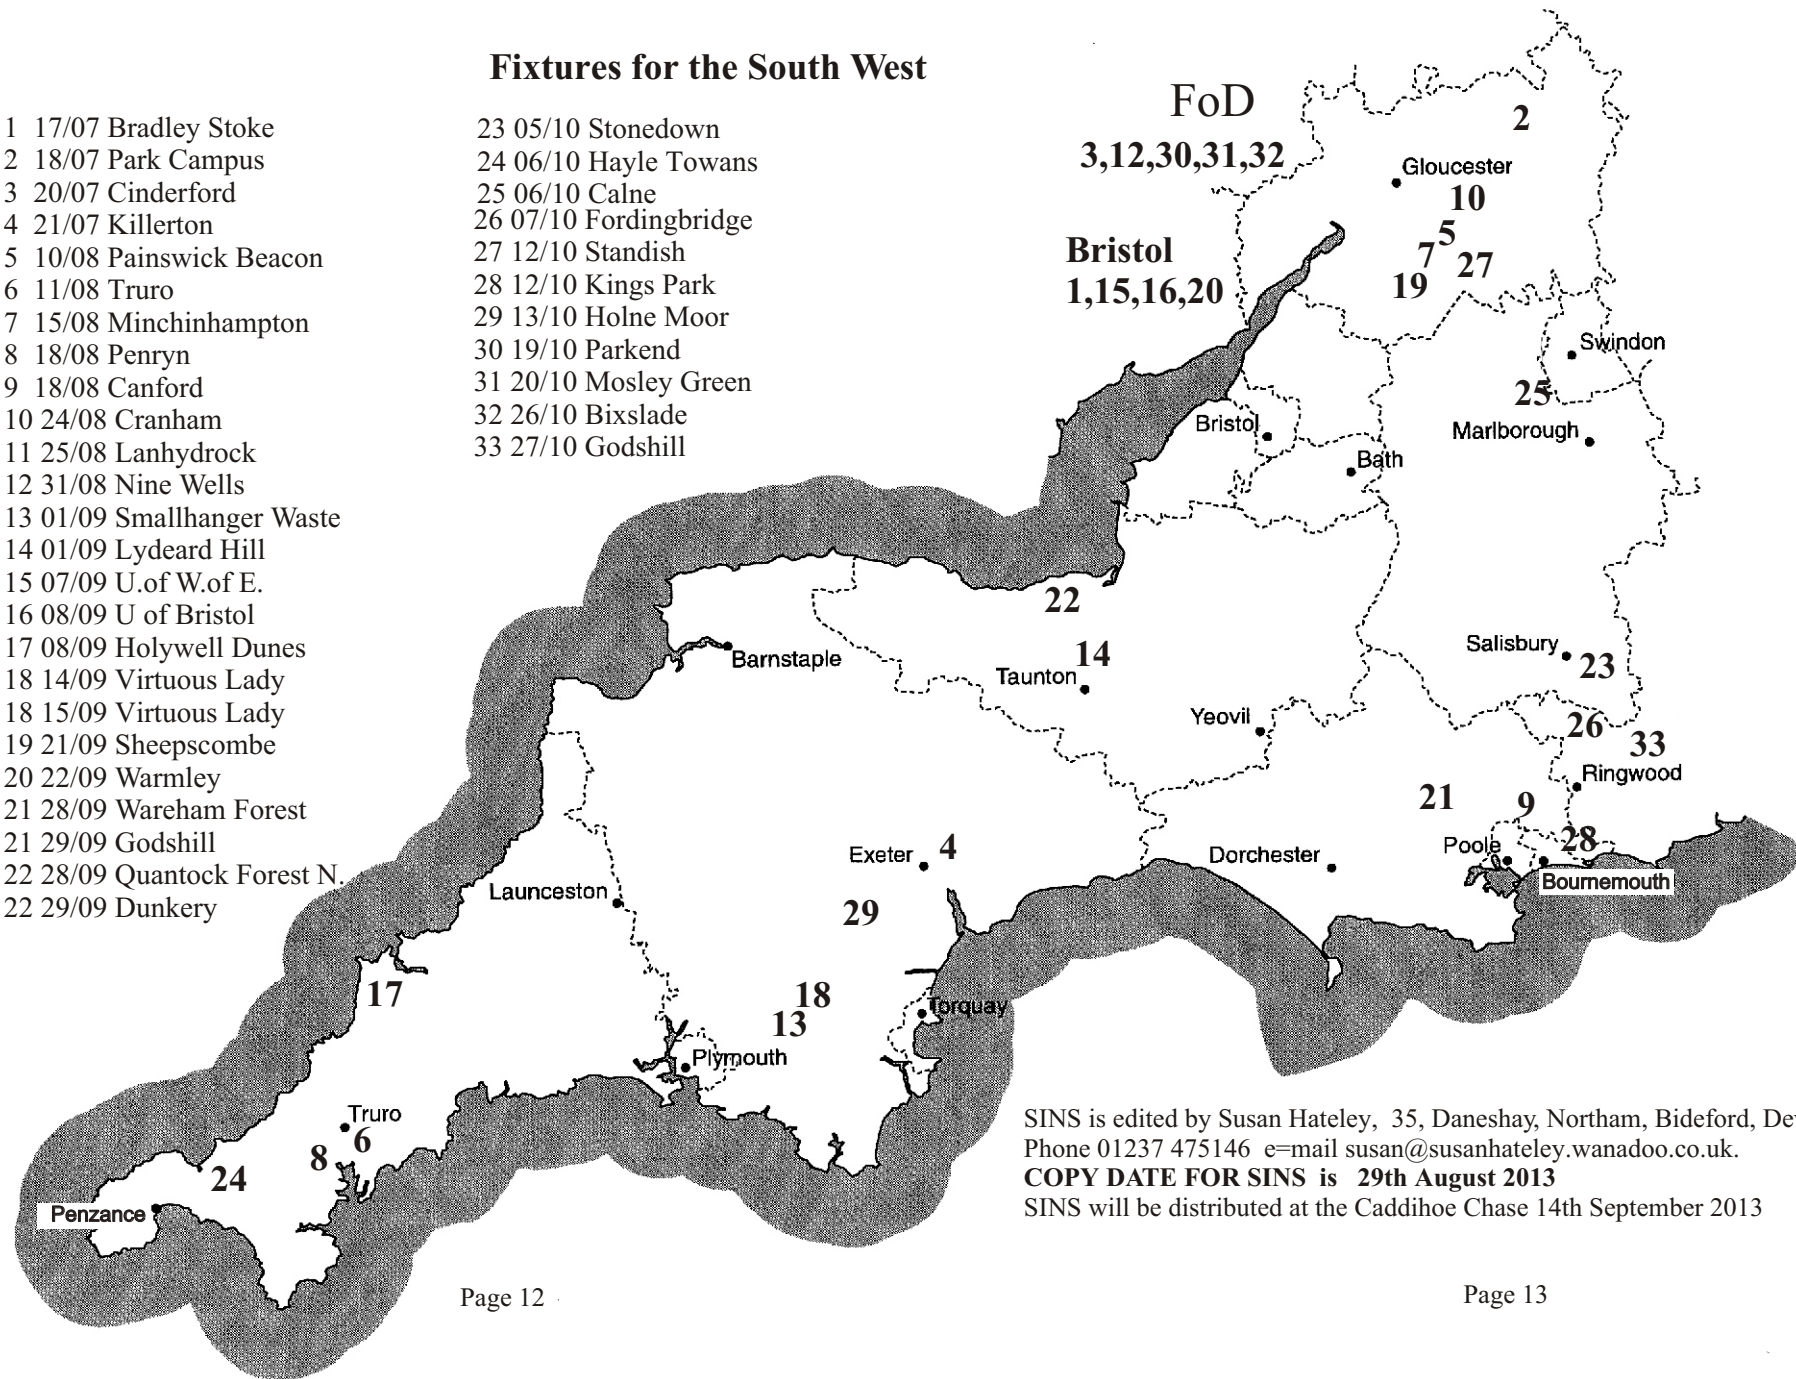 Fixtures for the South West
1 17/07 Bradley Stoke
2 18/07 Park Campus
3 20/07 Cinderford
4 21/07 Killerton
5 10/08 Painswick Beacon
6 11/08 Truro
7 15/08 Minchinhampton
8 18/08 Penryn
9 18/08 Canford
10 24/08 Cranham
11 25/08 Lanhydrock
12 31/08 Nine Wells
13 01/09 Smallhanger Waste
14 01/09 Lydeard Hill
15 07/09 U.of W.of E.
16 08/09 U of Bristol
17 08/09 Holywell Dunes
18 14/09 Virtuous Lady
18 15/09 Virtuous Lady
19 21/09 Sheepscombe
20 22/09 Warmley
21 28/09 Wareham Forest
21 29/09 Godshill
22 28/09 Quantock Forest N.
22 29/09 Dunkery
23 05/10 Stonedown
24 06/10 Hayle Towans
25 06/10 Calne
26 07/10 Fordingbridge
27 12/10 Standish
28 12/10 Kings Park
29 13/10 Holne Moor
30 19/10 Parkend
31 20/10 Mosley Green
32 26/10 Bixslade
33 27/10 Godshill
FoD
3,12,30,31,32
Bristol
1,15,16,20
2
Gloucester
10
5
7
27
19
Swindon
25
Marlborough
Bristol
Bath
22
Barnstaple
14
Taunton
Salisbury
23
Yeovil
26
33
Ringwood
21
9
28
Poole
Bournemouth
Exeter
4
Dorchester
Launceston
29
17
18
13
Torquay
Plymouth
Truro
6
8
24
Penzance
SINS is edited by Susan Hateley, 35, Daneshay, Northam, Bideford, De
Phone 01237 475146 e=mail susan@susanhateley.wanadoo.co.uk.
COPY DATE FOR SINS is 29th August 2013
SINS will be distributed at the Caddihoe Chase 14th September 2013
Page 12
Page 13